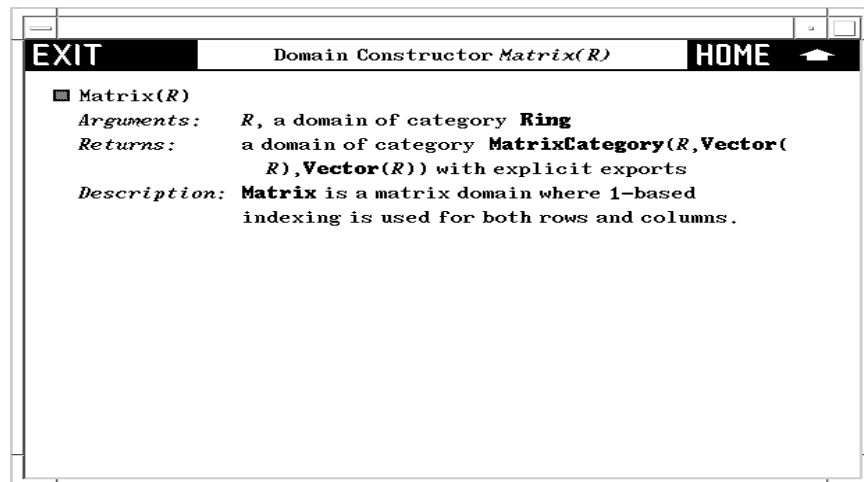 EXIT Domain Constructor Matrix(R) HOME
Matrix(R)
Arguments: R, a domain of category Ring
Returns: a domain of category MatrixCategory(R,Vector(
R),Vector(R)) with explicit exports
Description: Matrix is a matrix domain where 1-based
indexing is used for both rows and columns.